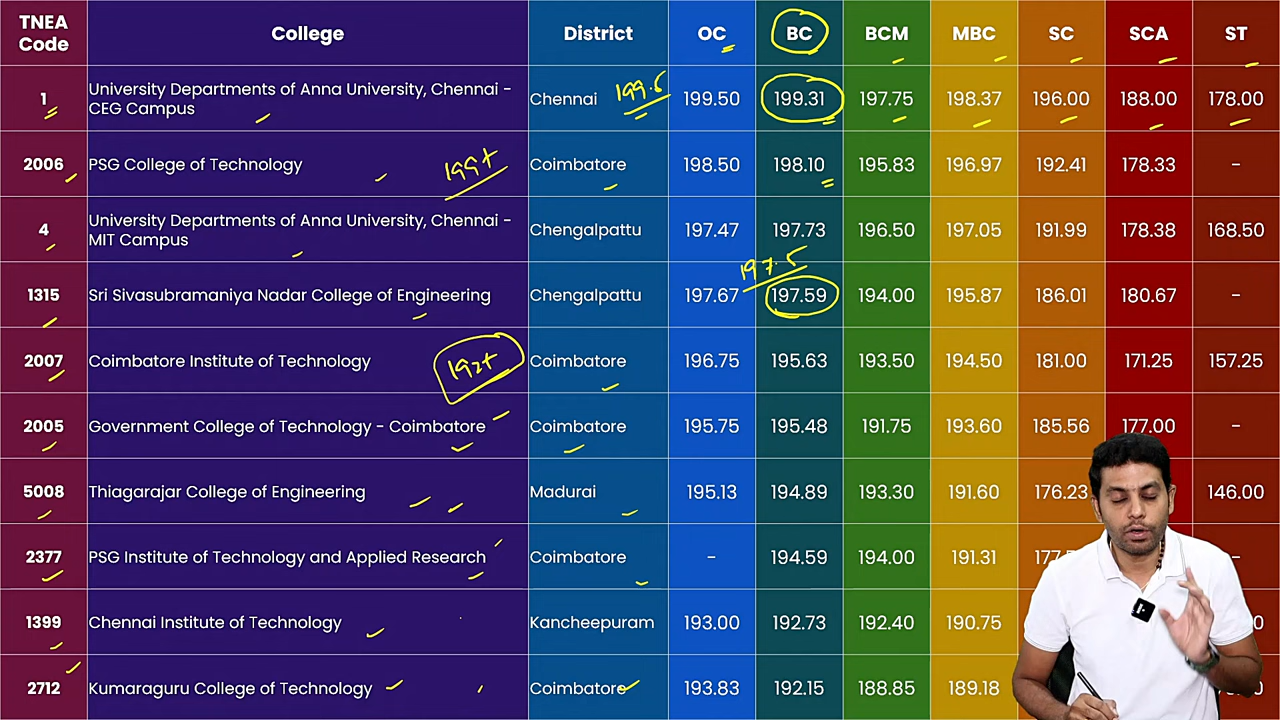 TNEA Code College District OC BC BCM MBC SC SCA ST
1 University Departments of Anna University, Chennai - CEG Campus Chennai 199.5 199.50 199.31 197.75 198.37 196.00 188.00 178.00
2006 PSG College of Technology 199+ Coimbatore 198.50 198.10 195.83 196.97 192.41 178.33 -
4 University Departments of Anna University, Chennai - MIT Campus Chengalpattu 197.47 197.73 196.50 197.05 191.99 178.38 168.50
197.5
1315 Sri Sivasubramaniya Nadar College of Engineering Chengalpattu 197.67 197.59 194.00 195.87 186.01 180.67 -
2007 Coimbatore Institute of Technology Coimbatore 196.75 195.63 193.50 194.50 181.00 171.25 157.25
2005 Government College of Technology - Coimbatore Coimbatore 195.75 195.48 191.75 193.60 185.56 177.00 -
5008 Thiagarajar College of Engineering Madurai 195.13 194.89 193.30 191.60 176.23 146.00
2377 PSG Institute of Technology and Applied Research Coimbatore - 194.59 194.00 191.31 -
1399 Chennai Institute of Technology Kancheepuram 193.00 192.73 192.40 190.75
2712 Kumaraguru College of Technology Coimbatore 193.83 192.15 188.85 189.18